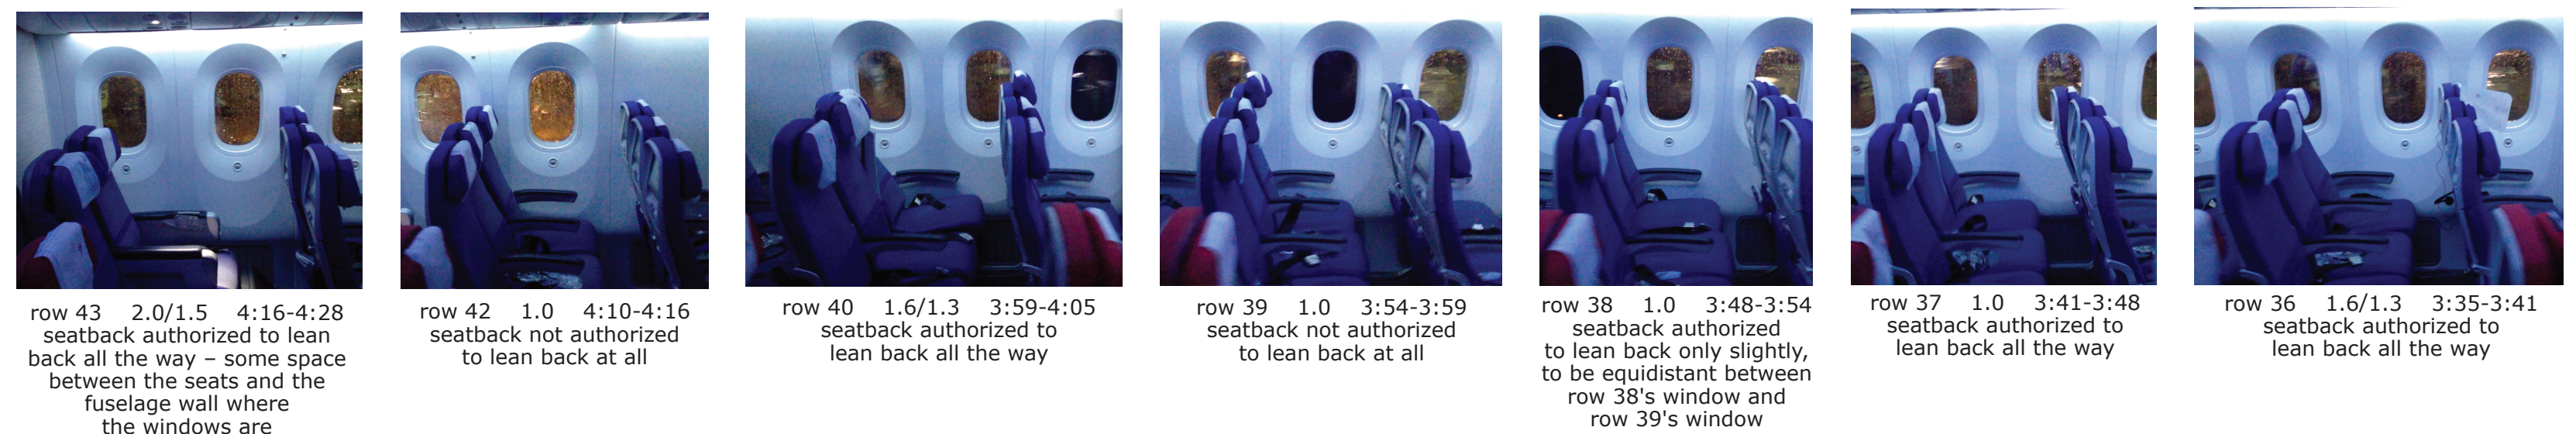 row 43 2.0/1.5 4:16-4:28
seatback authorized to lean
back all the way – some space
between the seats and the
fuselage wall where
the windows are
row 42 1.0 4:10-4:16
seatback not authorized
to lean back at all
row 40 1.6/1.3 3:59-4:05
seatback authorized to
lean back all the way
row 39 1.0 3:54-3:59
seatback not authorized
to lean back at all
row 38 1.0 3:48-3:54
seatback authorized
to lean back only slightly,
to be equidistant between
row 38's window and
row 39's window
row 37 1.0 3:41-3:48
seatback authorized to
lean back all the way
row 36 1.6/1.3 3:35-3:41
seatback authorized to
lean back all the way